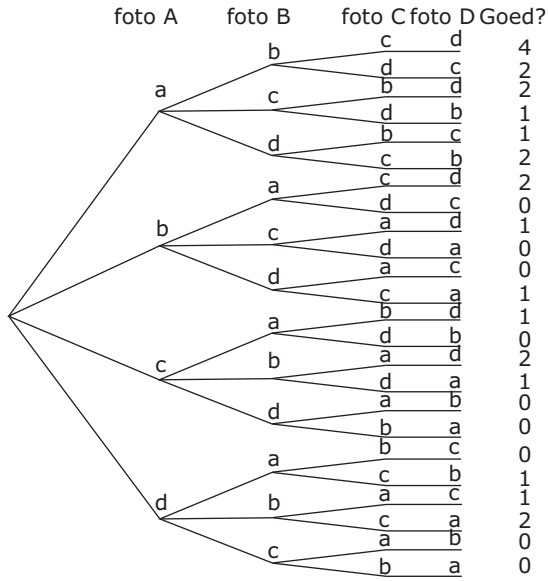 foto A foto B foto C foto D Goed?
b c d 4
d c 2
a c b d 2
d b 1
d b c 1
c b 2
a c d 2
d c 0
b c a d 1
d a 0
d a c 0
c a 1
a b d 1
d b 0
c b a d 2
d a 1
d a b 0
b a 0
a b c 0
c b 1
d b a c 1
c a 2
c a b 0
b a 0